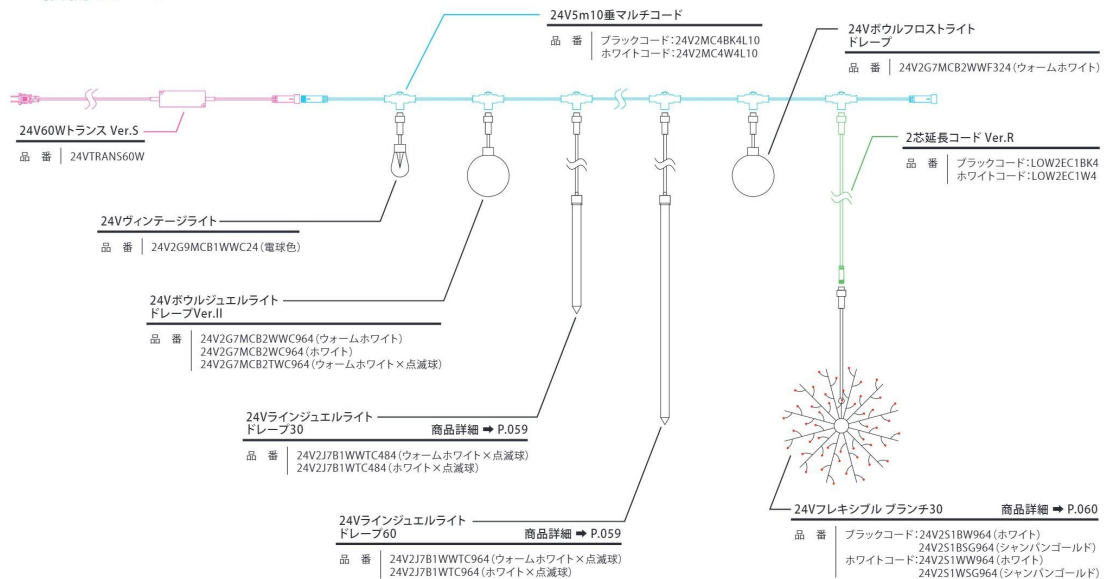 24V5m10垂マルチコード
品　番　ブラックコード:24V2MC4BK4L10
ホワイトコード:24V2MC4W4L10
24Vボウルフロストライト
ドレープ
品　番　24V2G7MCB2WWF324(ウォームホワイト)
24V60Wトランス Ver.S
品　番　24VTRANS60W
2芯延長コード Ver.R
品　番　ブラックコード:LOW2EC1BK4
ホワイトコード:LOW2EC1W4
24Vヴィンテージライト
品　番　24V2G9MCB1WWC24(電球色)
24Vボウルジュエルライト
ドレープVer.II
品　番　24V2G7MCB2WWC964(ウォームホワイト)
24V2G7MCB2WC964(ホワイト)
24V2G7MCB2TWC964(ウォームホワイト×点滅球)
24Vラインジュエルライト
ドレープ30　商品詳細 ➡ P.059
品　番　24V2J7B1WWTC484(ウォームホワイト×点滅球)
24V2J7B1WTC484(ホワイト×点滅球)
24Vラインジュエルライト
ドレープ60　商品詳細 ➡ P.059
品　番　24V2J7B1WWTC964(ウォームホワイト×点滅球)
24V2J7B1WTC964(ホワイト×点滅球)
24Vフレキシブル ブランチ30　商品詳細 ➡ P.060
品　番　ブラックコード:24V2S1BW964(ホワイト)
24V2S1BSG964(シャンパンゴールド)
ホワイトコード:24V2S1WW964(ホワイト)
24V2S1WSG964(シャンパンゴールド)